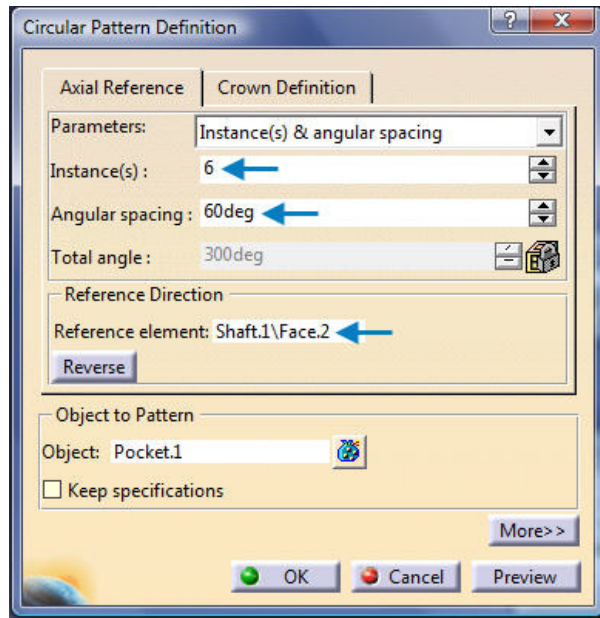 Circular Pattern Definition
?
X
Axial Reference
Crown Definition
Parameters:
Instance(s) & angular spacing
Instance(s) :
6
Angular spacing :
60deg
Total angle :
300deg
Reference Direction
Reference element: Shaft.1\Face.2
Reverse
Object to Pattern
Object: Pocket.1
Keep specifications
More>>
OK
Cancel
Preview